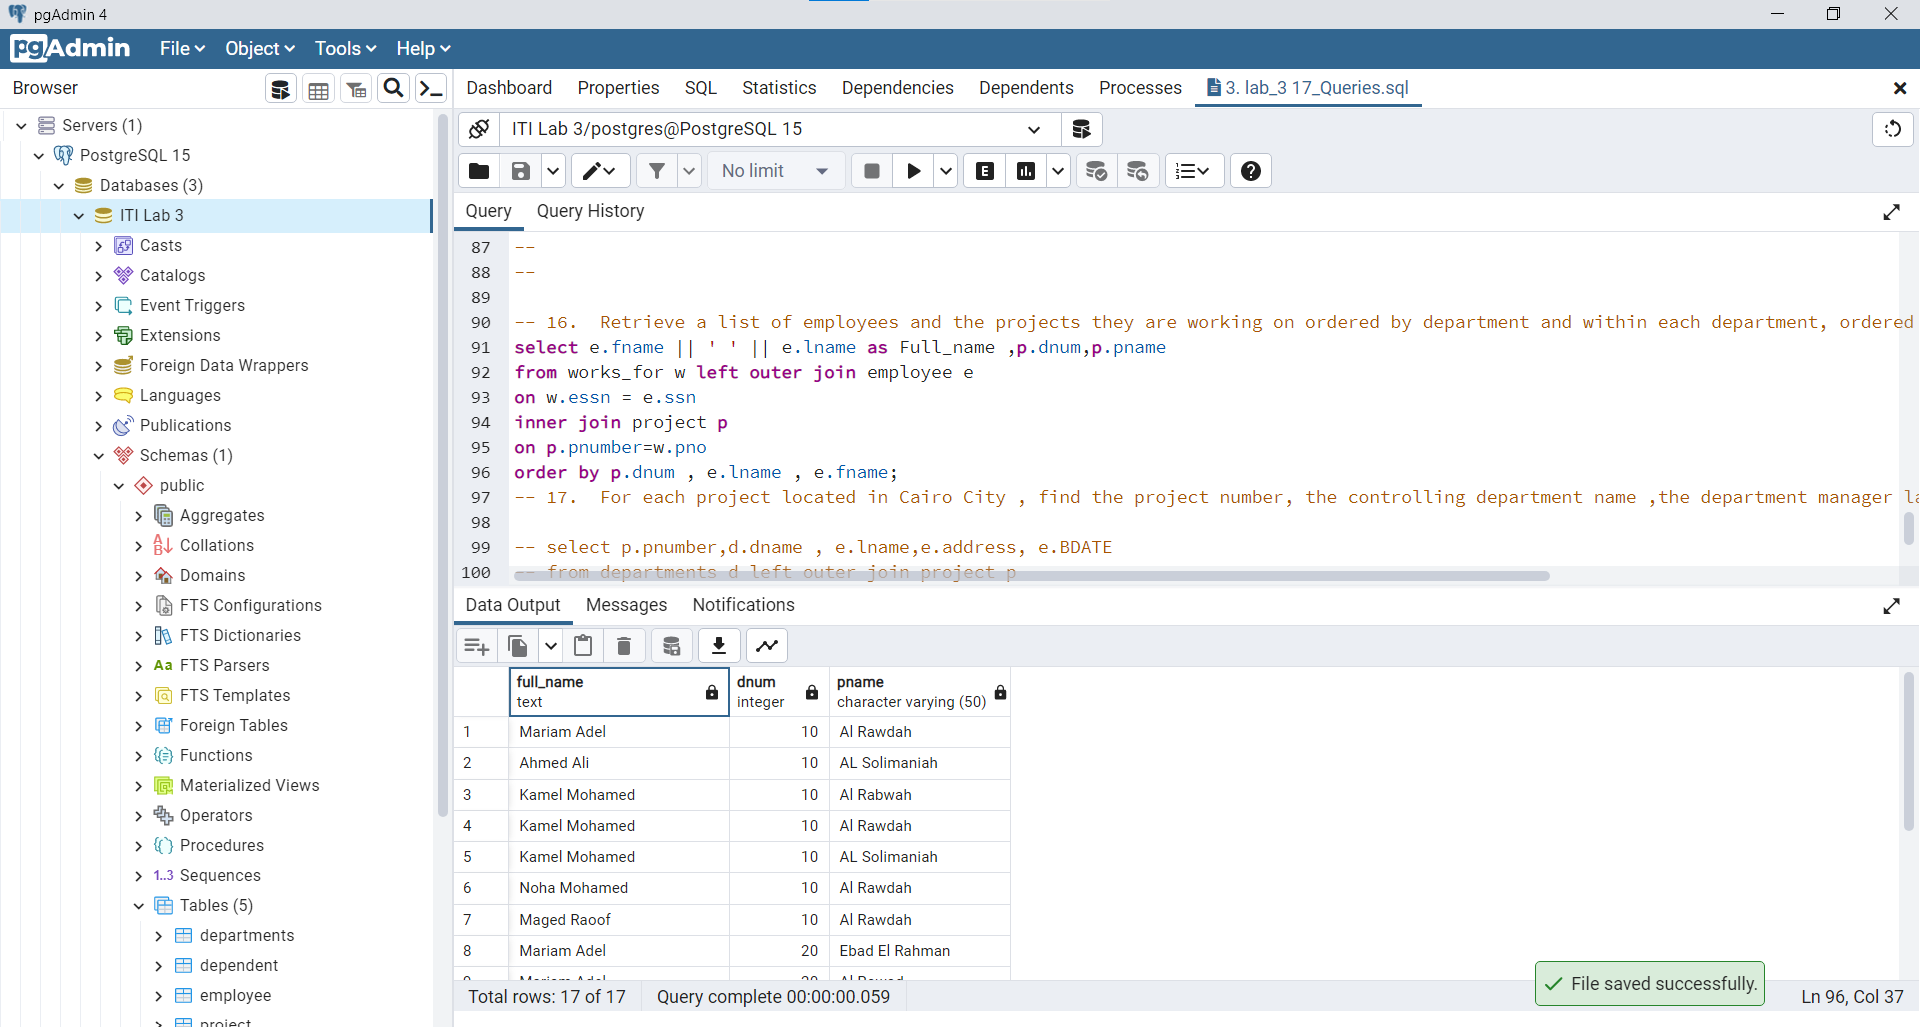 pgAdmin 4
pgAdmin File Object Tools Help
Browser
Dashboard Properties SQL Statistics Dependencies Dependents Processes 3. lab_3 17_Queries.sql
Servers (1)
PostgreSQL 15
Databases (3)
ITI Lab 3
Casts
Catalogs
Event Triggers
Extensions
Foreign Data Wrappers
Languages
Publications
Schemas (1)
public
Aggregates
Collations
Domains
FTS Configurations
FTS Dictionaries
Aa FTS Parsers
FTS Templates
Foreign Tables
Functions
Materialized Views
Operators
Procedures
1..3 Sequences
Tables (5)
departments
dependent
employee
project
ITI Lab 3/postgres@PostgreSQL 15
No limit
E
Query Query History
87 --
88 --
89
90 -- 16.  Retrieve a list of employees and the projects they are working on ordered by department and within each department, ordered
91 select e.fname || ' ' || e.lname as Full_name ,p.dnum,p.pname
92 from works_for w left outer join employee e
93 on w.essn = e.ssn
94 inner join project p
95 on p.pnumber=w.pno
96 order by p.dnum , e.lname , e.fname;
97 -- 17.  For each project located in Cairo City , find the project number, the controlling department name ,the department manager la
98
99 -- select p.pnumber,d.dname , e.lname,e.address, e.BDATE
100 -- from departments d left outer join project p
Data Output Messages Notifications
full_name dnum pname
text integer character varying (50)
1 Mariam Adel 10 Al Rawdah
2 Ahmed Ali 10 AL Solimaniah
3 Kamel Mohamed 10 Al Rabwah
4 Kamel Mohamed 10 Al Rawdah
5 Kamel Mohamed 10 AL Solimaniah
6 Noha Mohamed 10 Al Rawdah
7 Maged Raoof 10 Al Rawdah
8 Mariam Adel 20 Ebad El Rahman
Total rows: 17 of 17 Query complete 00:00:00.059
File saved successfully.
Ln 96, Col 37